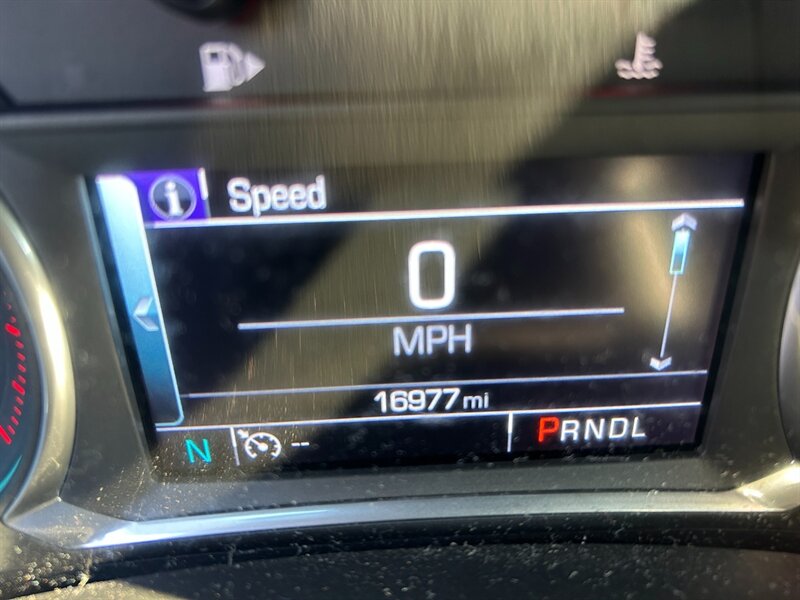 i Speed
0
MPH
16977 mi
N -- PRNDL